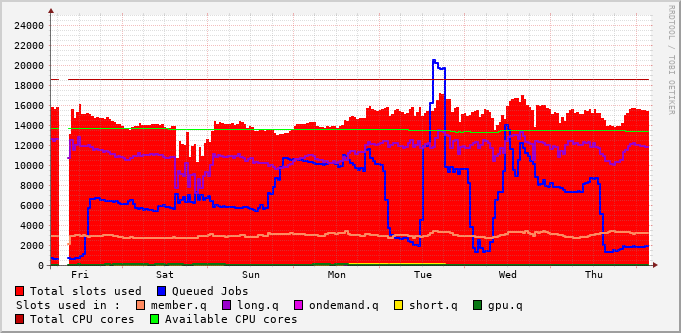 24000
22000
20000
18000
16000
14000
12000
10000
8000
6000
4000
2000
0
Fri Sat Sun Mon Tue Wed Thu
RRDTOOL / TOBI OETIKER
Total slots used Queued Jobs
Slots used in : member.q long.q ondemand.q short.q gpu.q
Total CPU cores Available CPU cores